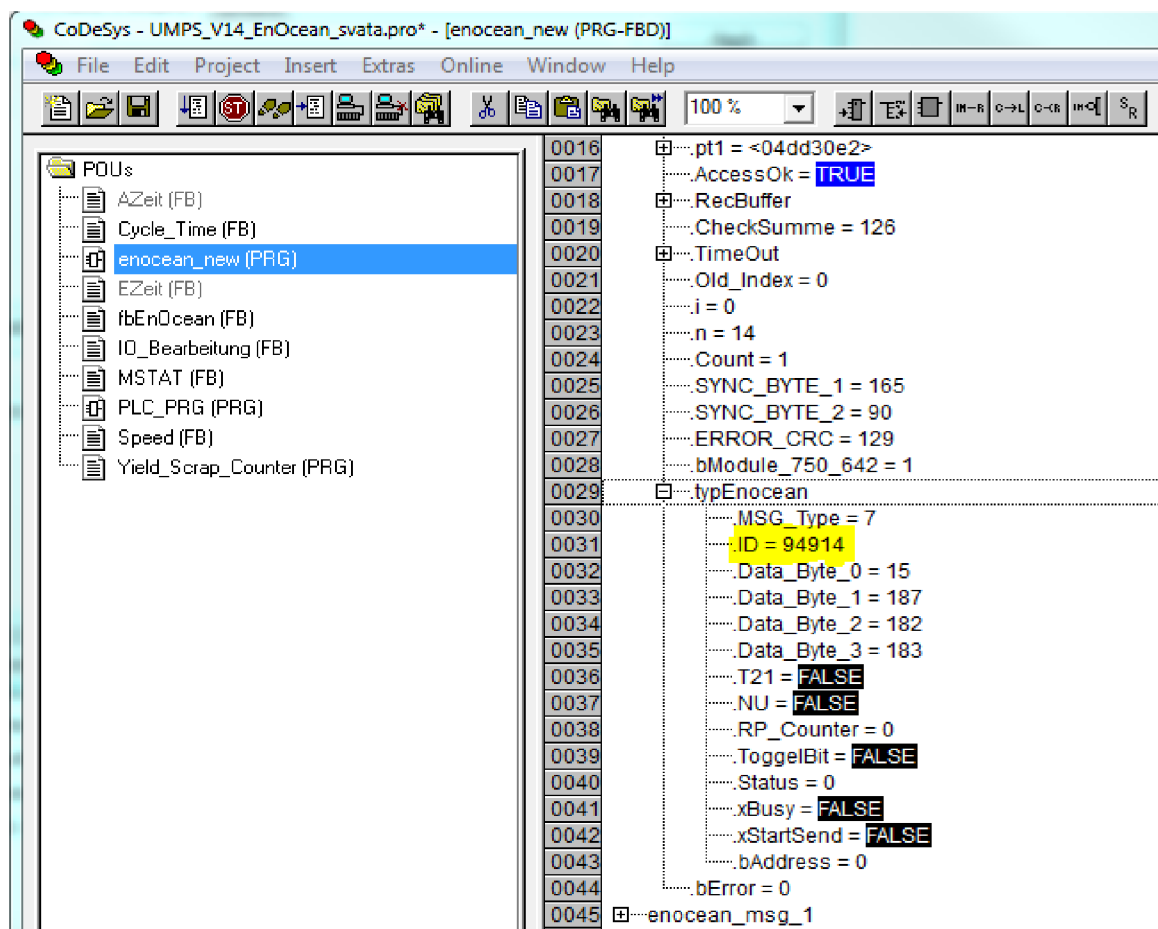 CoDeSys - UMPS_V14_EnOcean_svata.pro* - [enocean_new (PRG-FBD)]
File Edit Project Insert Extras Online Window Help
100 %
POUs
AZeit (FB)
Cycle_Time (FB)
enocean_new (PRG)
EZeit (FB)
fbEnOcean (FB)
IO_Bearbeitung (FB)
MSTAT (FB)
PLC_PRG (PRG)
Speed (FB)
Yield_Scrap_Counter (PRG)
0016 .pt1 = <04dd30e2>
0017 .AccessOk = TRUE
0018 .RecBuffer
0019 .CheckSumme = 126
0020 .TimeOut
0021 .Old_Index = 0
0022 .i = 0
0023 .n = 14
0024 .Count = 1
0025 .SYNC_BYTE_1 = 165
0026 .SYNC_BYTE_2 = 90
0027 .ERROR_CRC = 129
0028 .bModule_750_642 = 1
0029 .typEnocean
0030 .MSG_Type = 7
0031 .ID = 94914
0032 .Data_Byte_0 = 15
0033 .Data_Byte_1 = 187
0034 .Data_Byte_2 = 182
0035 .Data_Byte_3 = 183
0036 .T21 = FALSE
0037 .NU = FALSE
0038 .RP_Counter = 0
0039 .ToggelBit = FALSE
0040 .Status = 0
0041 .xBusy = FALSE
0042 .xStartSend = FALSE
0043 .bAddress = 0
0044 .bError = 0
0045 enocean_msg_1